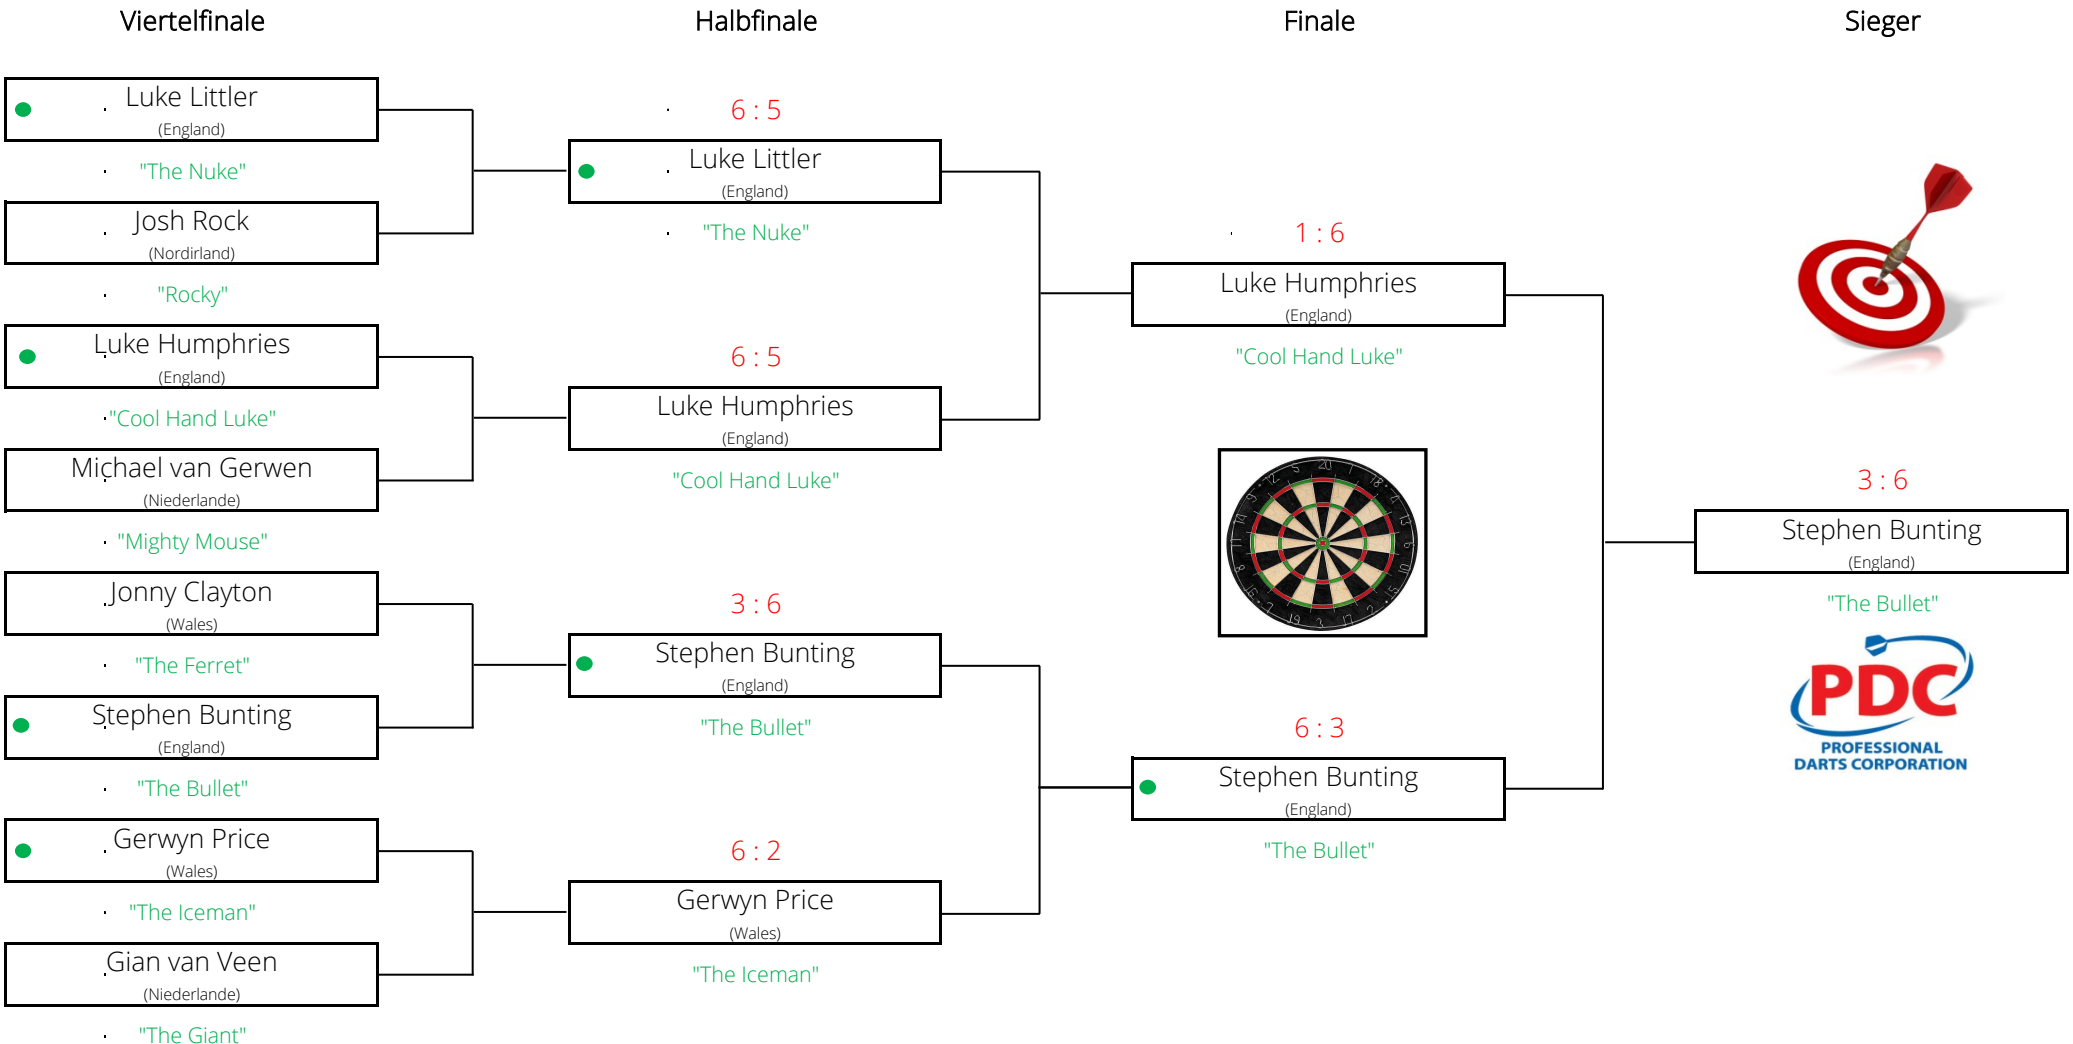 Viertelfinale
Halbfinale
Finale
Sieger
Luke Littler
(England)
"The Nuke"
Josh Rock
(Nordirland)
"Rocky"
Luke Humphries
(England)
"Cool Hand Luke"
Michael van Gerwen
(Niederlande)
"Mighty Mouse"
Jonny Clayton
(Wales)
"The Ferret"
Stephen Bunting
(England)
"The Bullet"
Gerwyn Price
(Wales)
"The Iceman"
Gian van Veen
(Niederlande)
"The Giant"
6 : 5
Luke Littler
(England)
"The Nuke"
6 : 5
Luke Humphries
(England)
"Cool Hand Luke"
3 : 6
Stephen Bunting
(England)
"The Bullet"
6 : 2
Gerwyn Price
(Wales)
"The Iceman"
1 : 6
Luke Humphries
(England)
"Cool Hand Luke"
6 : 3
Stephen Bunting
(England)
"The Bullet"
3 : 6
Stephen Bunting
(England)
"The Bullet"
PDC
PROFESSIONAL
DARTS CORPORATION